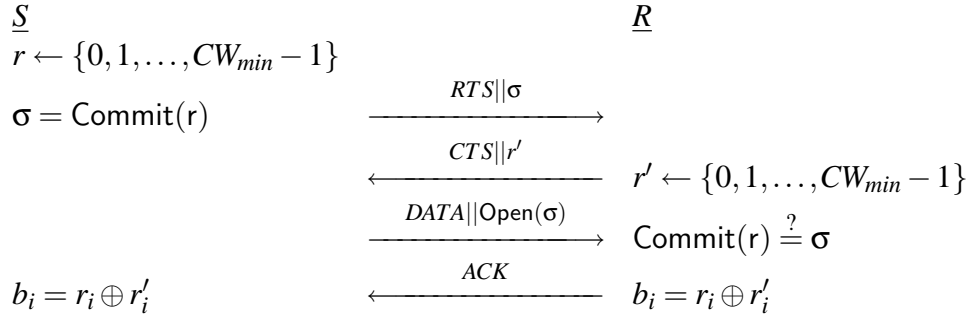 S R
r ← {0, 1, . . . , CW_min − 1}
RTS||σ
σ = Commit(r)
CTS||r′
r′ ← {0, 1, . . . , CW_min − 1}
DATA||Open(σ)
Commit(r) ≟ σ
ACK
b_i = r_i ⊕ r′_i b_i = r_i ⊕ r′_i